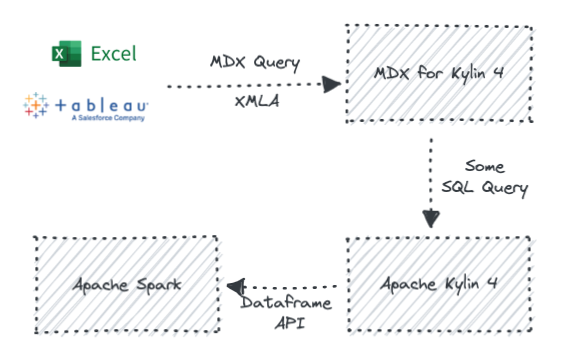 Excel
MDX Query
MDX for Kylin 4
+ableau
A Salesforce Company
XMLA
Some
SQL Query
Apache Spark
Apache Kylin 4
Dataframe
API